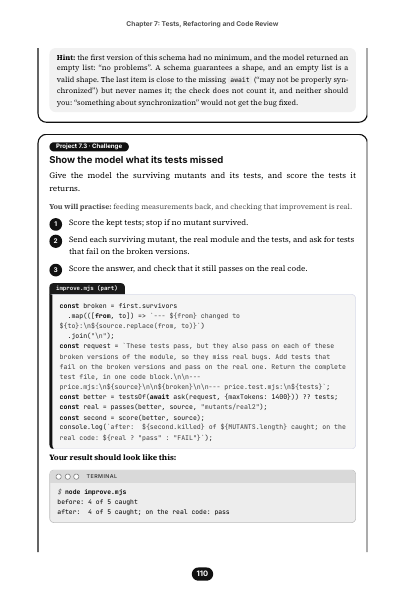 Chapter 7: Tests, Refactoring and Code Review
Hint: the first version of this schema had no minimum, and the model returned an
empty list: “no problems”. A schema guarantees a shape, and an empty list is a
valid shape. The last item is close to the missing await (“may not be properly syn-
chronized”) but never names it; the check does not count it, and neither should
you: “something about synchronization” would not get the bug fixed.
Project 7.3 · Challenge
Show the model what its tests missed
Give the model the surviving mutants and its tests, and score the tests it
returns.
You will practise: feeding measurements back, and checking that improvement is real.
1 Score the kept tests; stop if no mutant survived.
2 Send each surviving mutant, the real module and the tests, and ask for tests
that fail on the broken versions.
3 Score the answer, and check that it still passes on the real code.
improve.mjs (part)
const broken = first.survivors
.map(([from, to]) => `--- ${from} changed to
${to}:\n${source.replace(from, to)}`)
.join("\n");
const request = `These tests pass, but they also pass on each of these
broken versions of the module, so they miss real bugs. Add tests that
fail on the broken versions and pass on the real one. Return the complete
test file, in one code block.\n\n---
price.mjs:\n${source}\n\n${broken}\n\n--- price.test.mjs:\n${tests}`;
const better = testsOf(await ask(request, {maxTokens: 1400})) ?? tests;
const real = passes(better, source, "mutants/real2");
const second = score(better, source);
console.log(`after:  ${second.killed} of ${MUTANTS.length} caught; on the
real code: ${real ? "pass" : "FAIL"}`);
Your result should look like this:
TERMINAL
$ node improve.mjs
before: 4 of 5 caught
after:  4 of 5 caught; on the real code: pass
110